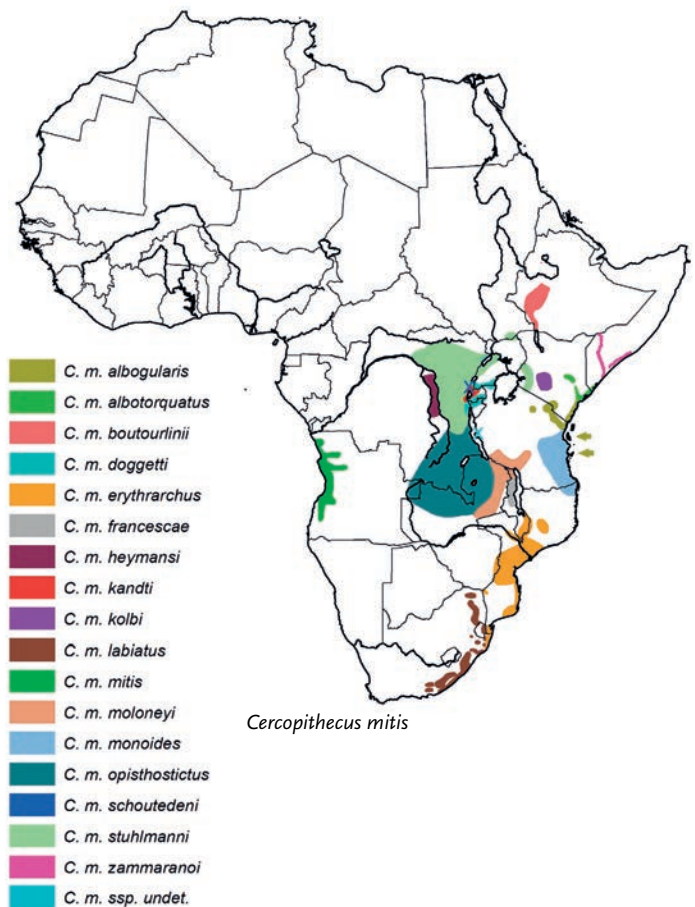 C. m. albogularis
C. m. albotorquatus
C. m. boutourlinii
C. m. doggetti
C. m. erythrarchus
C. m. francescae
C. m. heymansi
C. m. kandti
C. m. kolbi
C. m. labiatus
C. m. mitis
C. m. moloneyi
C. m. monoides
C. m. opisthostictus
C. m. schoutedeni
C. m. stuhlmanni
C. m. zammaranoi
C. m. ssp. undet.
Cercopithecus mitis